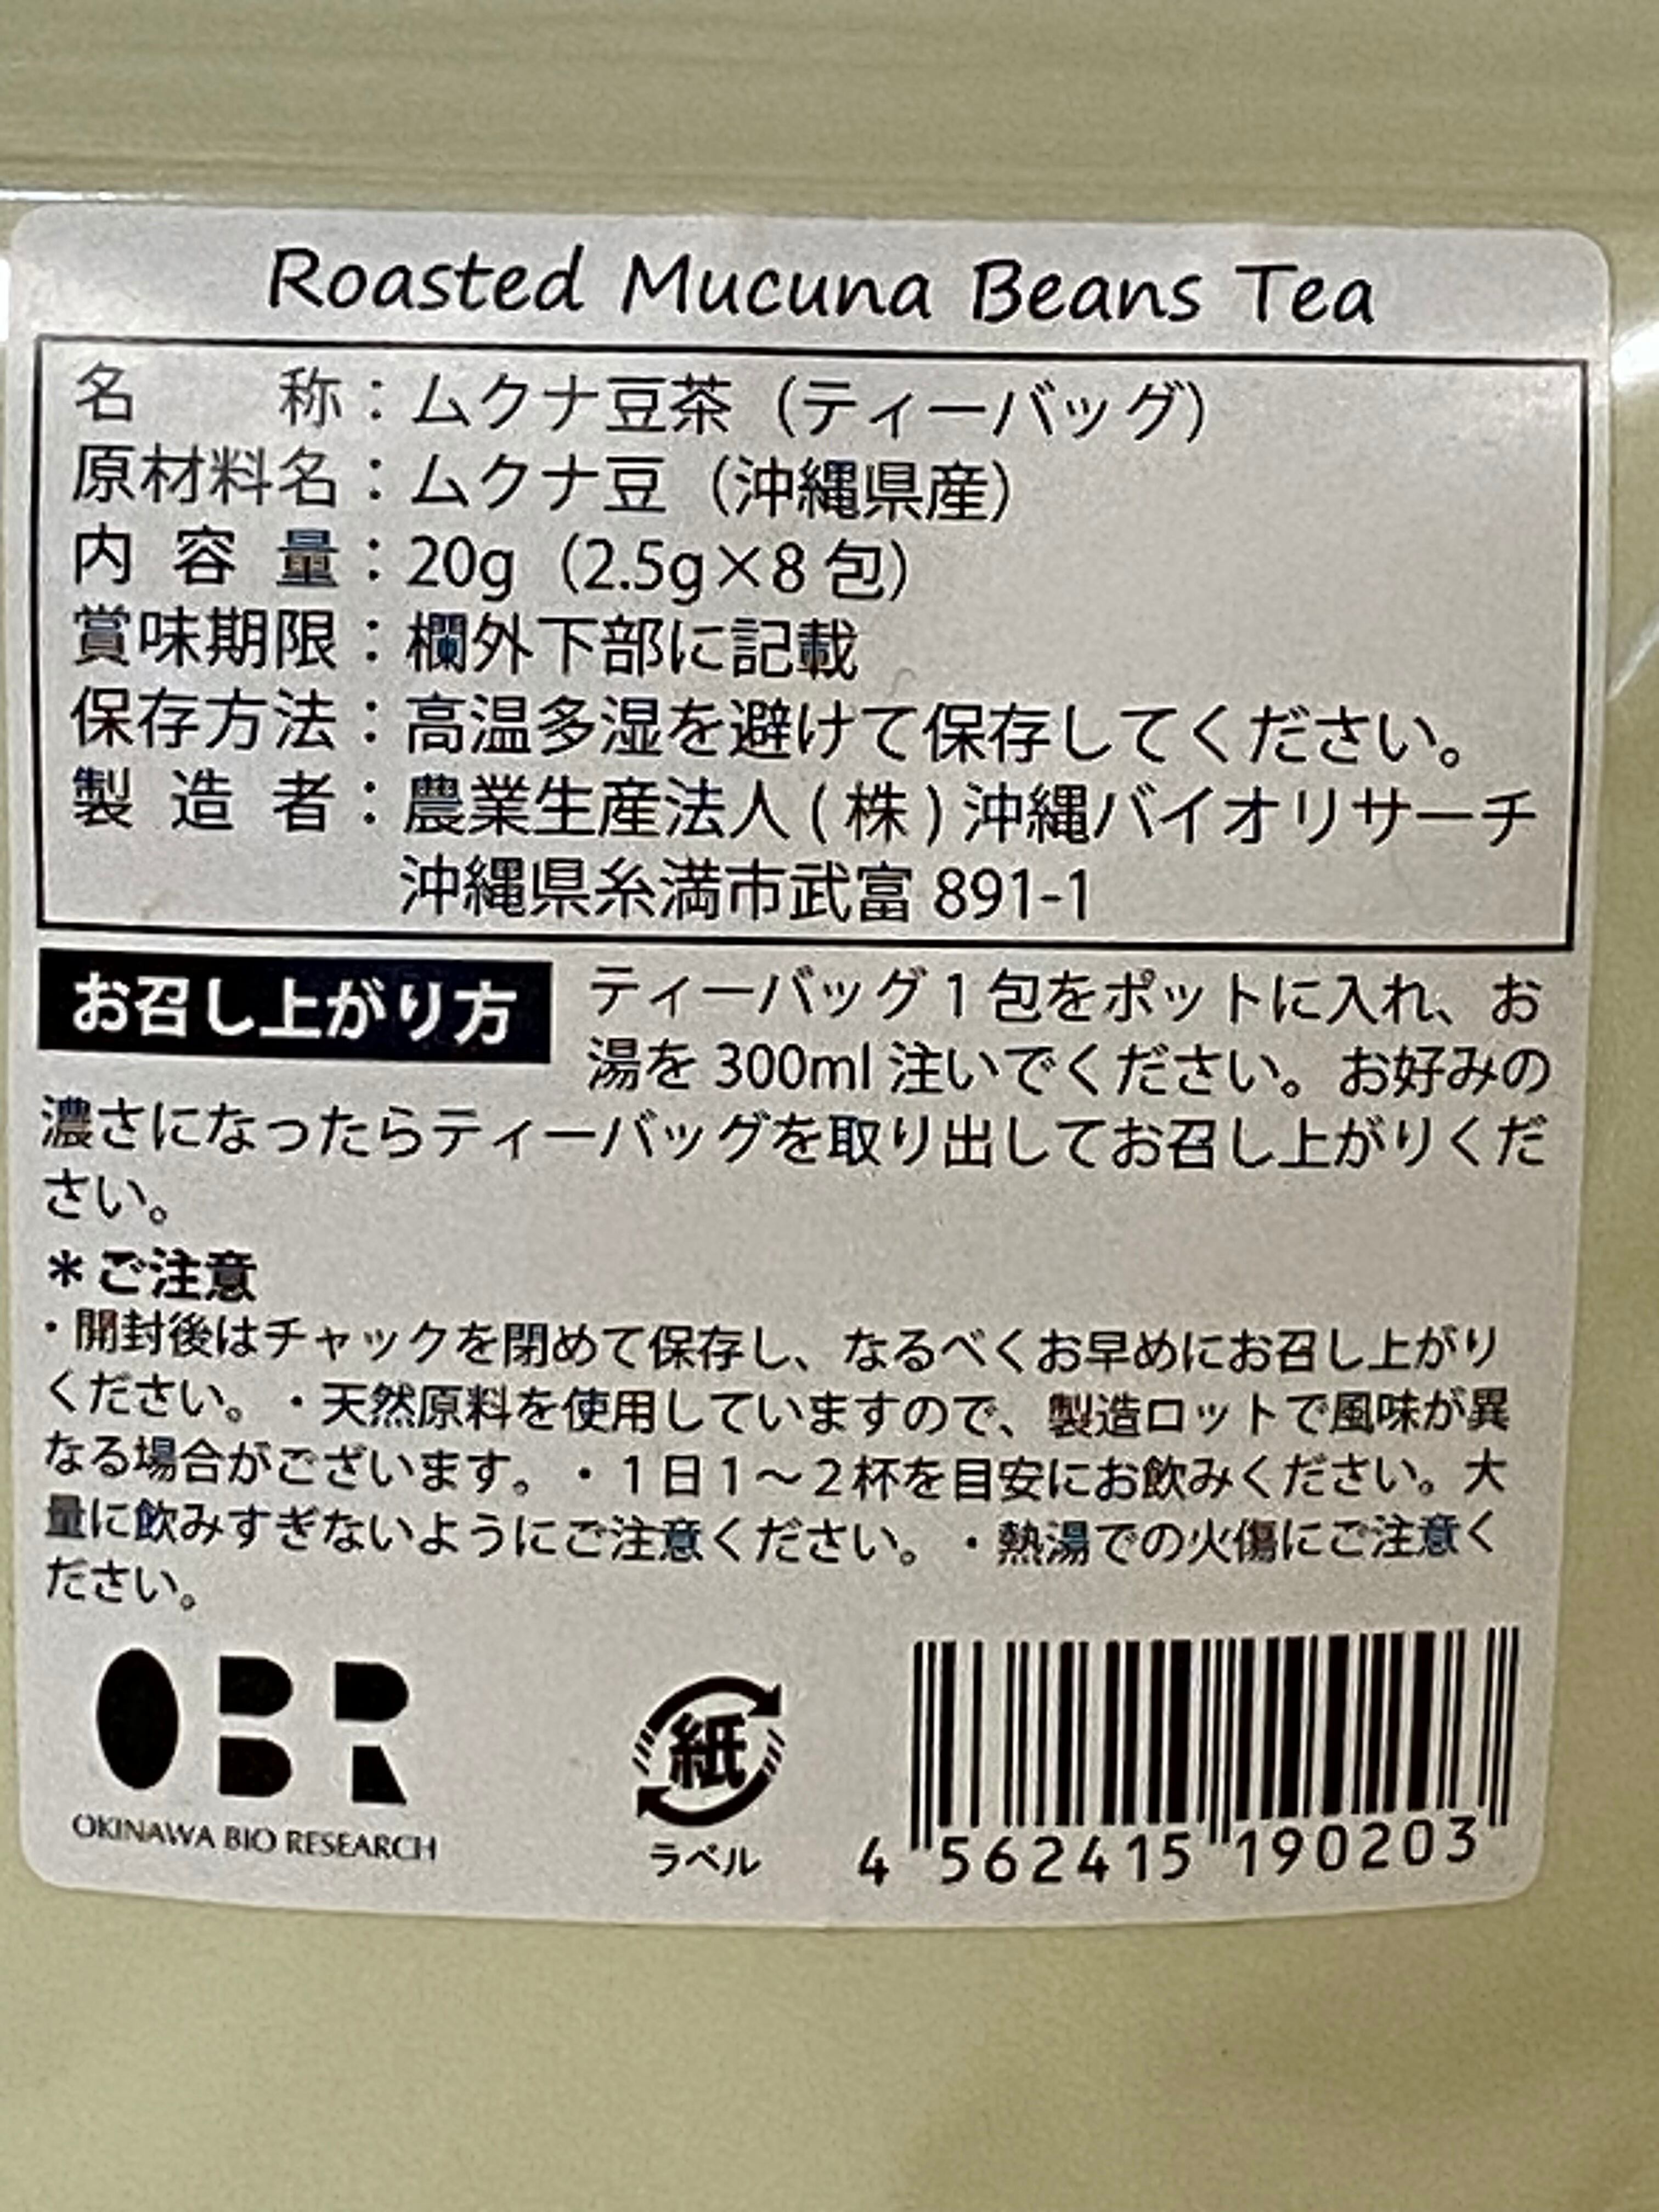 Roasted Mucuna Beans Tea
名　　称：ムクナ豆茶（ティーバッグ）
原材料名：ムクナ豆（沖縄県産）
内 容 量：20g（2.5g×8 包）
賞味期限：欄外下部に記載
保存方法：高温多湿を避けて保存してください。
製 造 者：農業生産法人 ( 株 ) 沖縄バイオリサーチ
沖縄県糸満市武富 891-1
お召し上がり方 ティーバッグ 1 包をポットに入れ、お
湯を 300ml 注いでください。お好みの
濃さになったらティーバッグを取り出してお召し上がりくだ
さい。
＊ご注意
・開封後はチャックを閉めて保存し、なるべくお早めにお召し上がり
ください。・天然原料を使用していますので、製造ロットで風味が異
なる場合がございます。・１日１～２杯を目安にお飲みください。大
量に飲みすぎないようにご注意ください。・熱湯での火傷にご注意く
ださい。
OBR
OKINAWA BIO RESEARCH
紙
ラベル
4 562415 190203